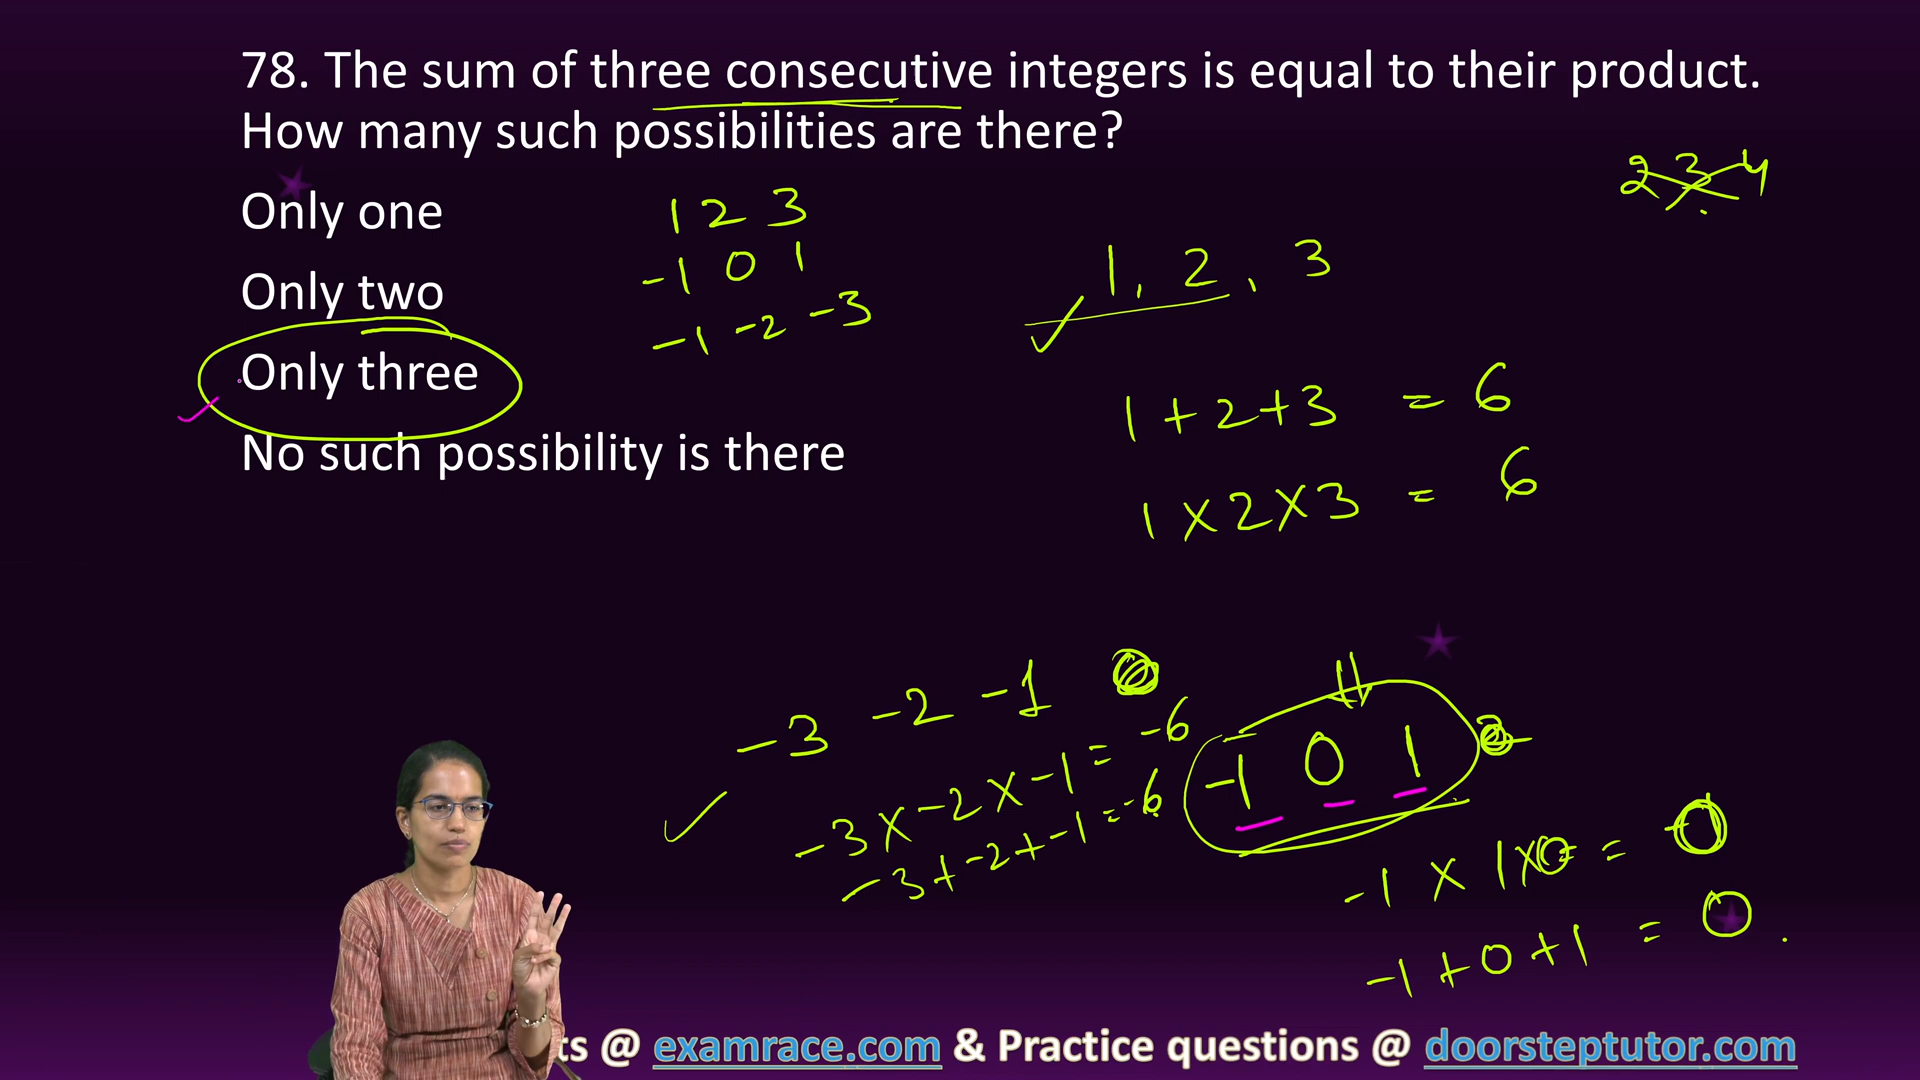 78. The sum of three consecutive integers is equal to their product.
How many such possibilities are there?
2 3 4
Only one
1 2 3
-1 0 1
1, 2, 3
Only two
-1 -2 -3
Only three
1 + 2 + 3 = 6
No such possibility is there
1 x 2 x 3 = 6
-3 -2 -1
-3 x -2 x -1 = -6
-3 + -2 + -1 = -6
-1 0 1
-1 x 1 x 0 = 0
-1 + 0 + 1 = 0
ts @ examrace.com & Practice questions @ doorsteptutor.com